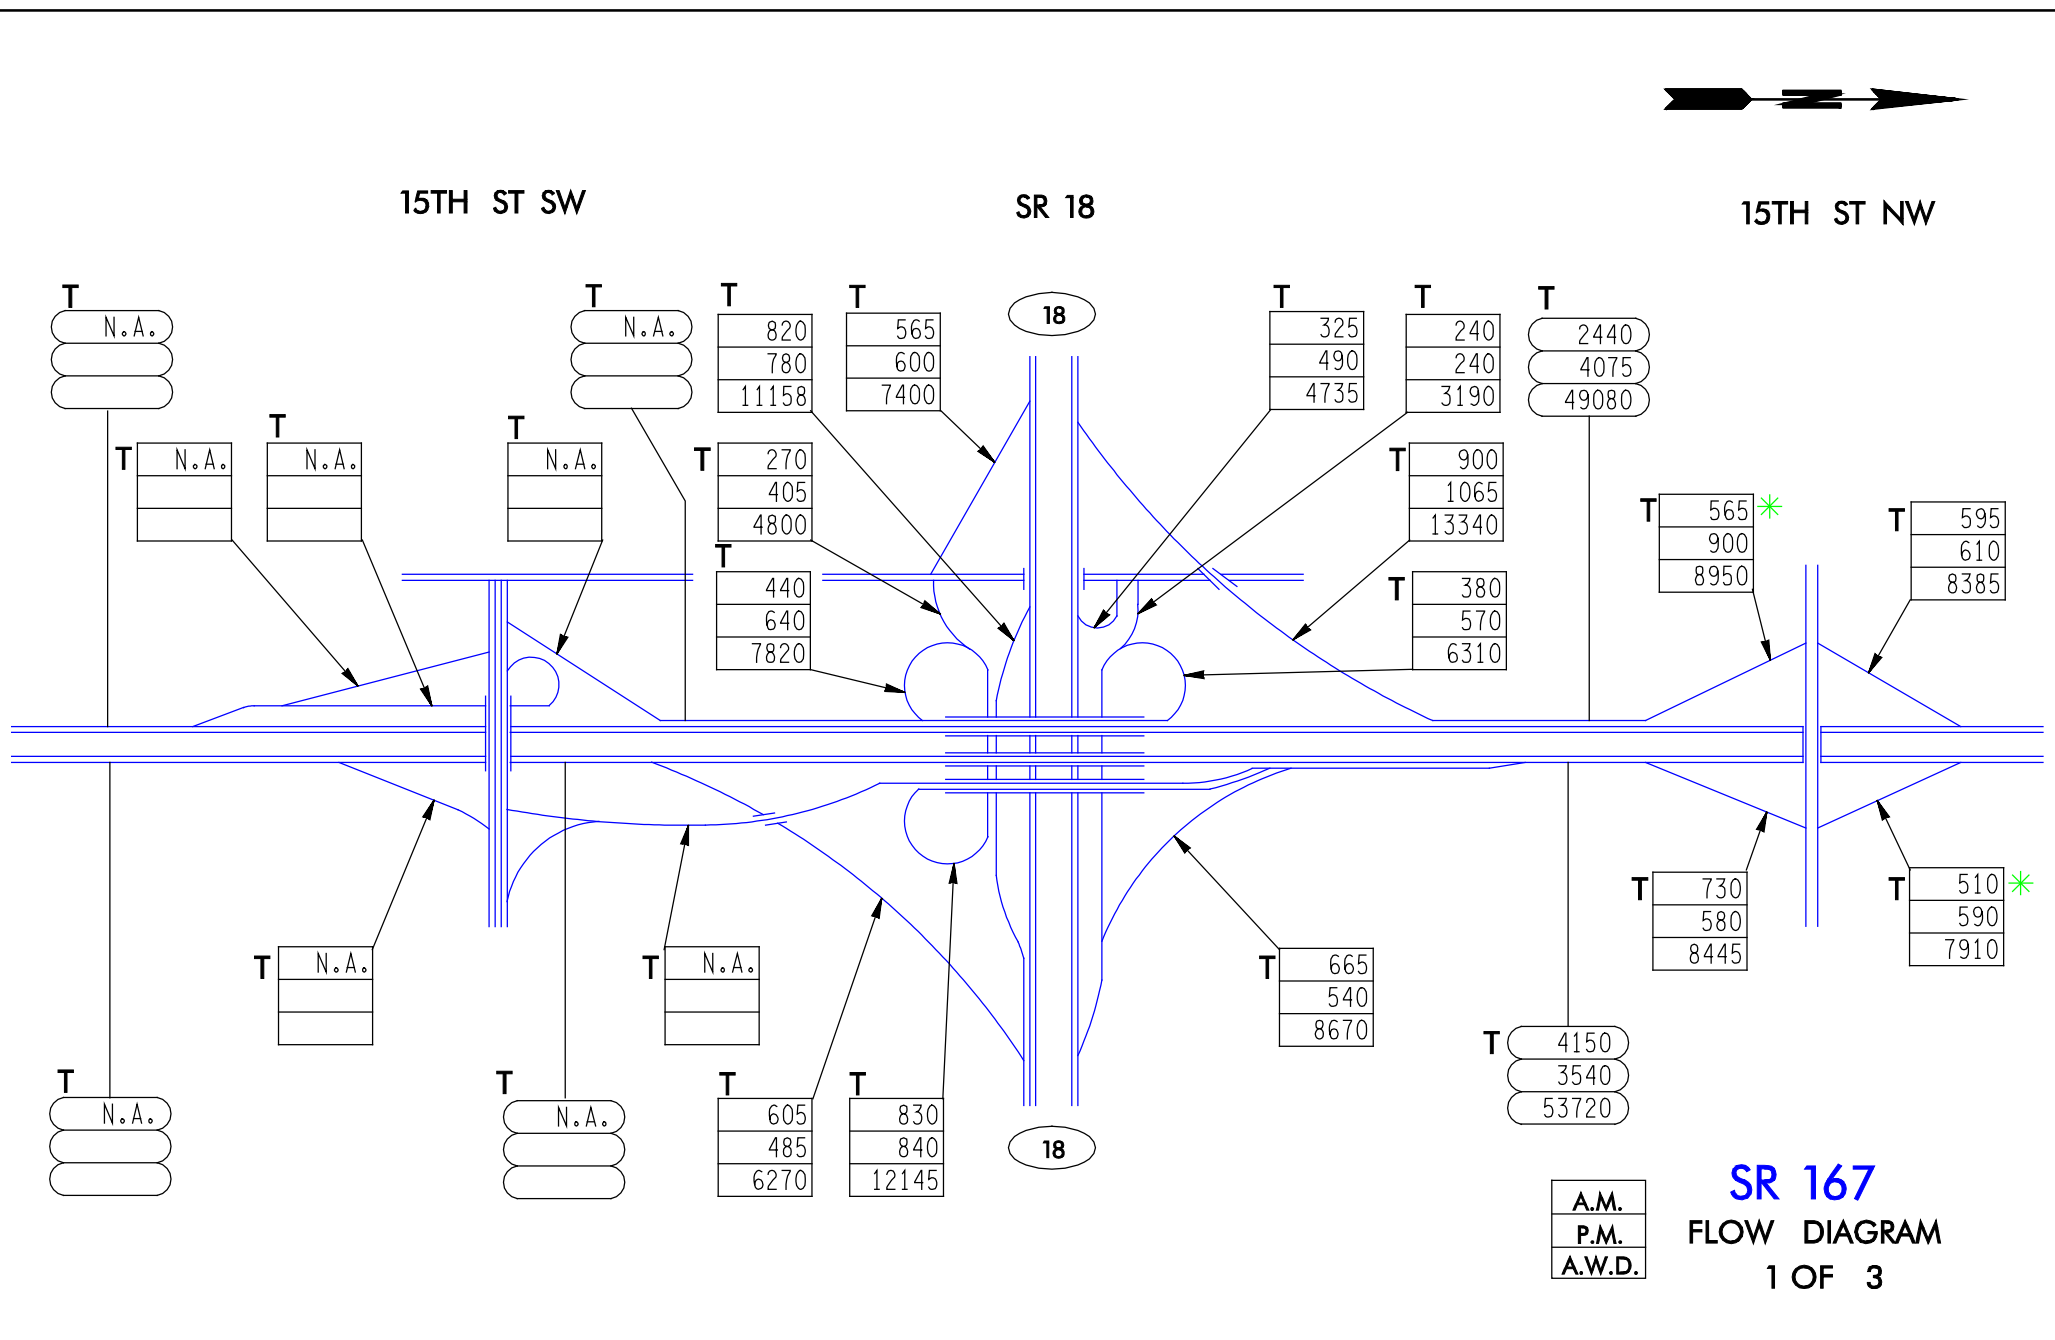 N
15TH ST SW
SR 18
15TH ST NW
T
N.A.
T
N.A.
T
820
780
11158
T
565
600
7400
18
T
325
490
4735
T
240
240
3190
T
2440
4075
49080
T
N.A.
T
N.A.
T
N.A.
T
270
405
4800
T
900
1065
13340
T
565
900
8950
T
595
610
8385
T
440
640
7820
T
380
570
6310
T
730
580
8445
T
510
590
7910
T
N.A.
T
N.A.
T
665
540
8670
T
4150
3540
53720
T
N.A.
T
N.A.
T
605
485
6270
T
830
840
12145
18
A.M.
P.M.
A.W.D.
SR 167
FLOW DIAGRAM
1 OF 3